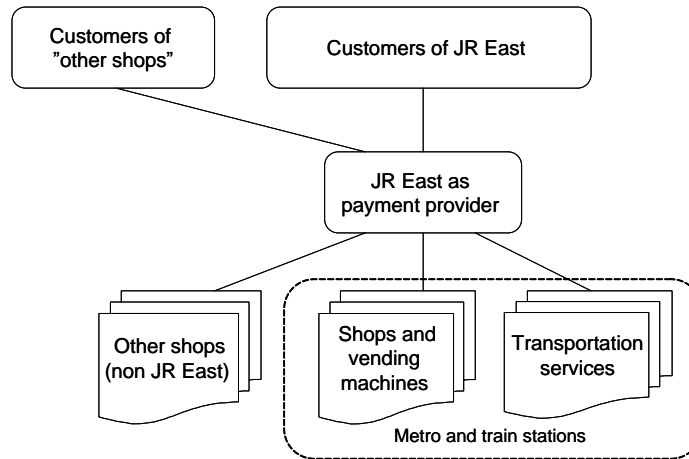 Customers of
”other shops”
Customers of JR East
JR East as
payment provider
Other shops
(non JR East)
Shops and
vending
machines
Transportation
services
Metro and train stations